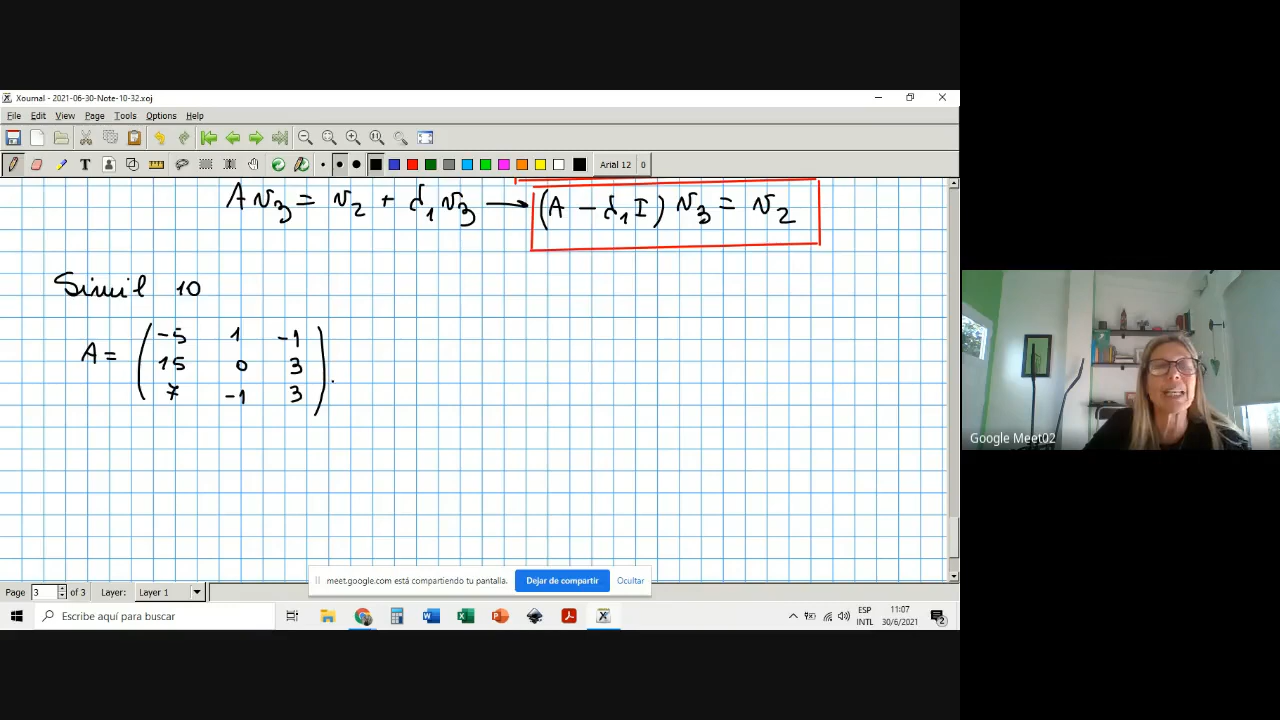 Xournal - 2021-06-30-Note-10-32.xoj
File Edit View Page Tools Options Help
Arial 12 0
A v₃ = v₂ + λ₁ v₃ → (A - λ₁ I) v₃ = v₂
Simil 10
A = ( -5 1 -1
15 0 3
7 -1 3 ) .
Google Meet02
meet.google.com está compartiendo tu pantalla. Dejar de compartir Ocultar
Page 3 of 3 Layer: Layer 1
Escribe aquí para buscar
ESP 11:07
INTL 30/6/2021
2